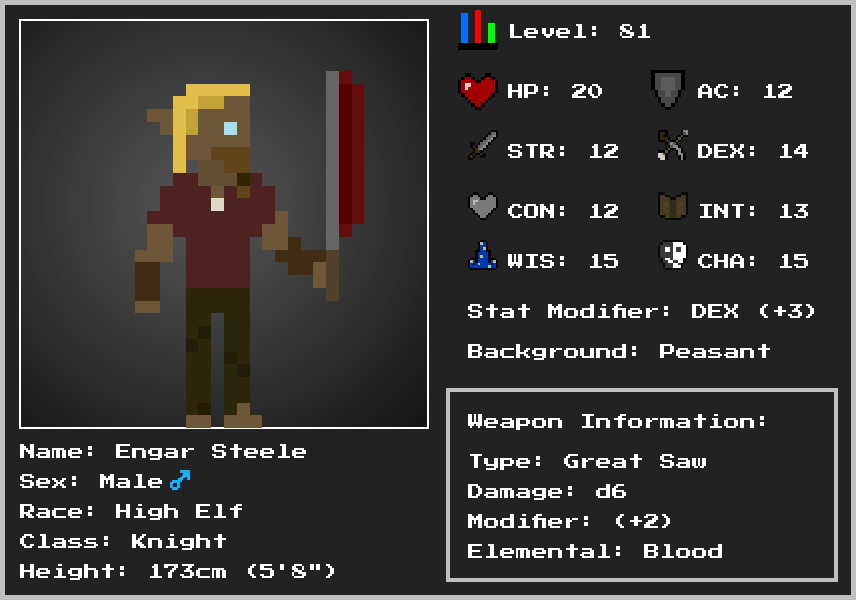 Level: 81
HP: 20 AC: 12
STR: 12 DEX: 14
CON: 12 INT: 13
WIS: 15 CHA: 15
Stat Modifier: DEX (+3)
Background: Peasant
Weapon Information:
Type: Great Saw
Damage: d6
Modifier: (+2)
Elemental: Blood
Name: Engar Steele
Sex: Male♂
Race: High Elf
Class: Knight
Height: 173cm (5'8")